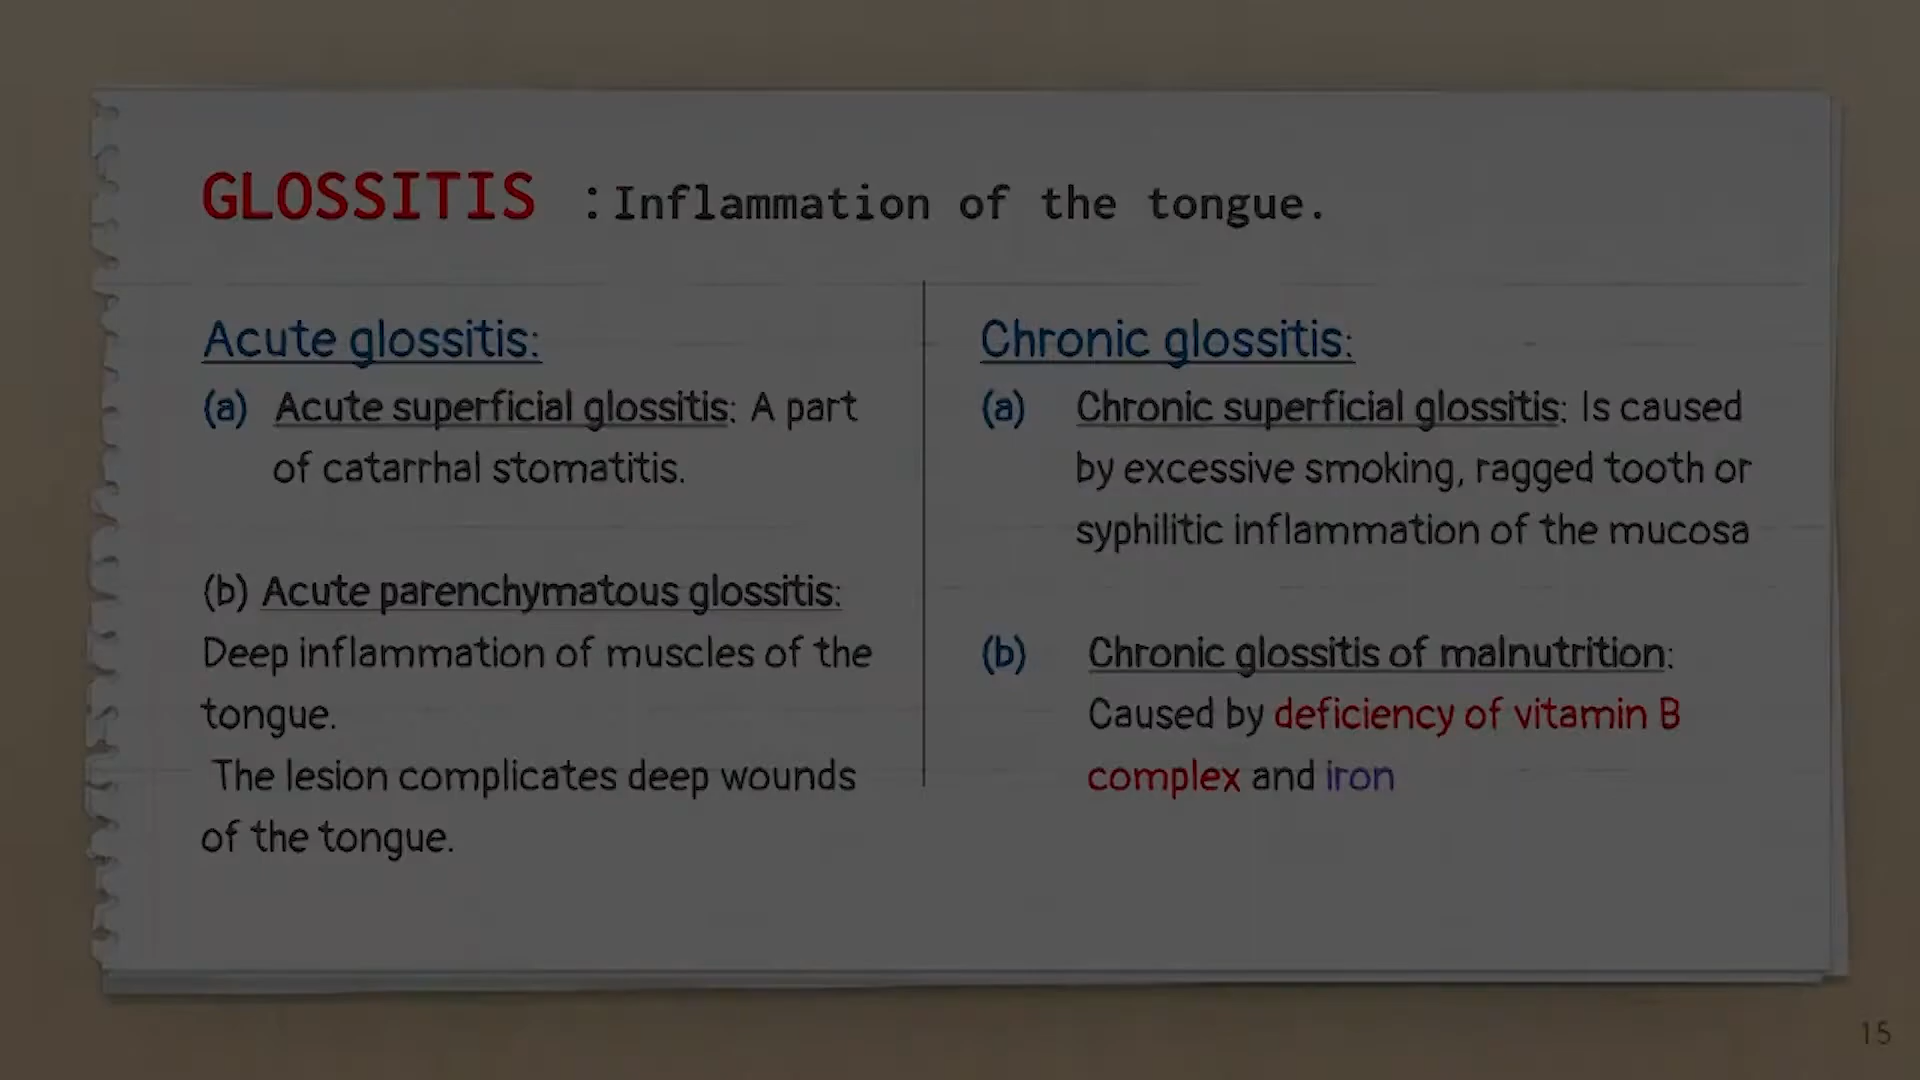 GLOSSITIS : Inflammation of the tongue.
Acute glossitis:
(a) Acute superficial glossitis: A part
of catarrhal stomatitis.
(b) Acute parenchymatous glossitis:
Deep inflammation of muscles of the
tongue.
The lesion complicates deep wounds
of the tongue.
Chronic glossitis:
(a) Chronic superficial glossitis: Is caused
by excessive smoking, ragged tooth or
syphilitic inflammation of the mucosa
(b) Chronic glossitis of malnutrition:
Caused by deficiency of vitamin B
complex and iron
15